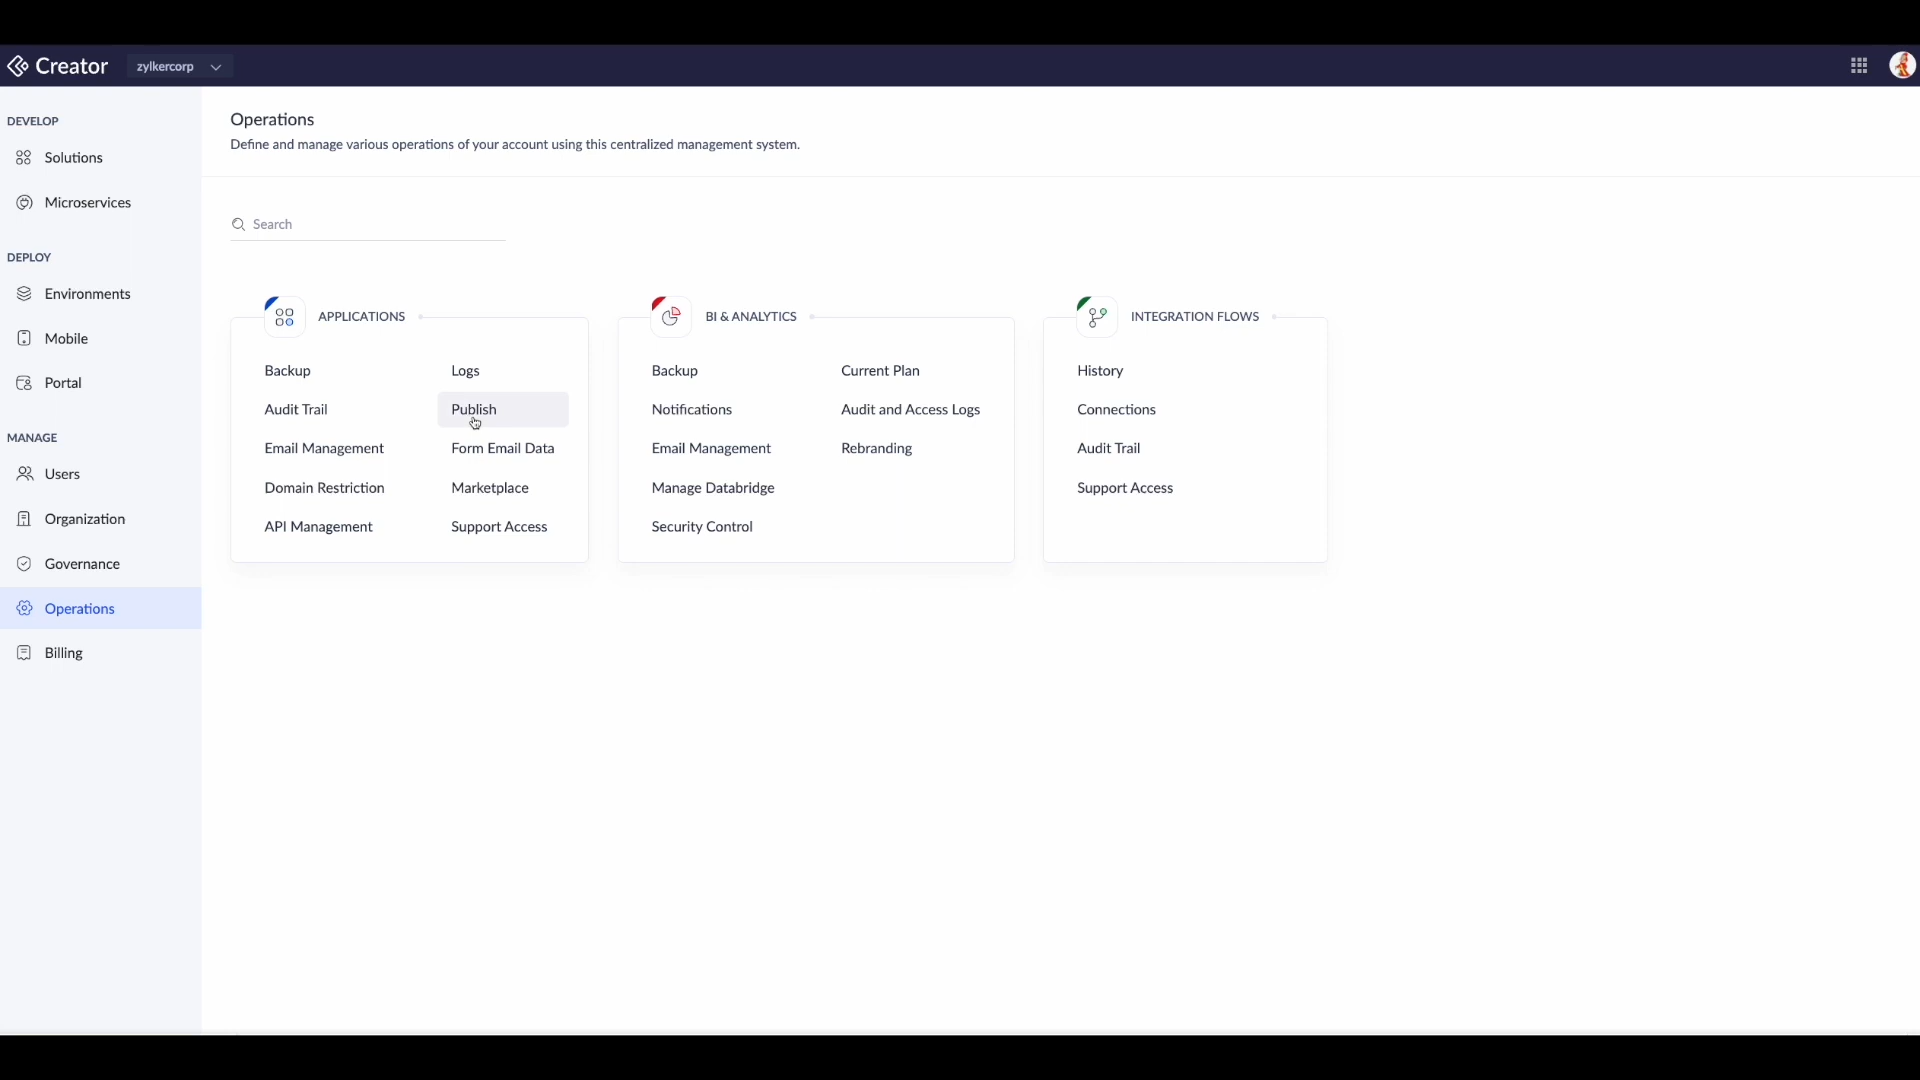 Creator
zylkercorp
DEVELOP
Solutions
Microservices
DEPLOY
Environments
Mobile
Portal
MANAGE
Users
Organization
Governance
Operations
Billing
Operations
Define and manage various operations of your account using this centralized management system.
Search
APPLICATIONS
Backup
Audit Trail
Email Management
Domain Restriction
API Management
Logs
Publish
Form Email Data
Marketplace
Support Access
BI & ANALYTICS
Backup
Notifications
Email Management
Manage Databridge
Security Control
Current Plan
Audit and Access Logs
Rebranding
INTEGRATION FLOWS
History
Connections
Audit Trail
Support Access